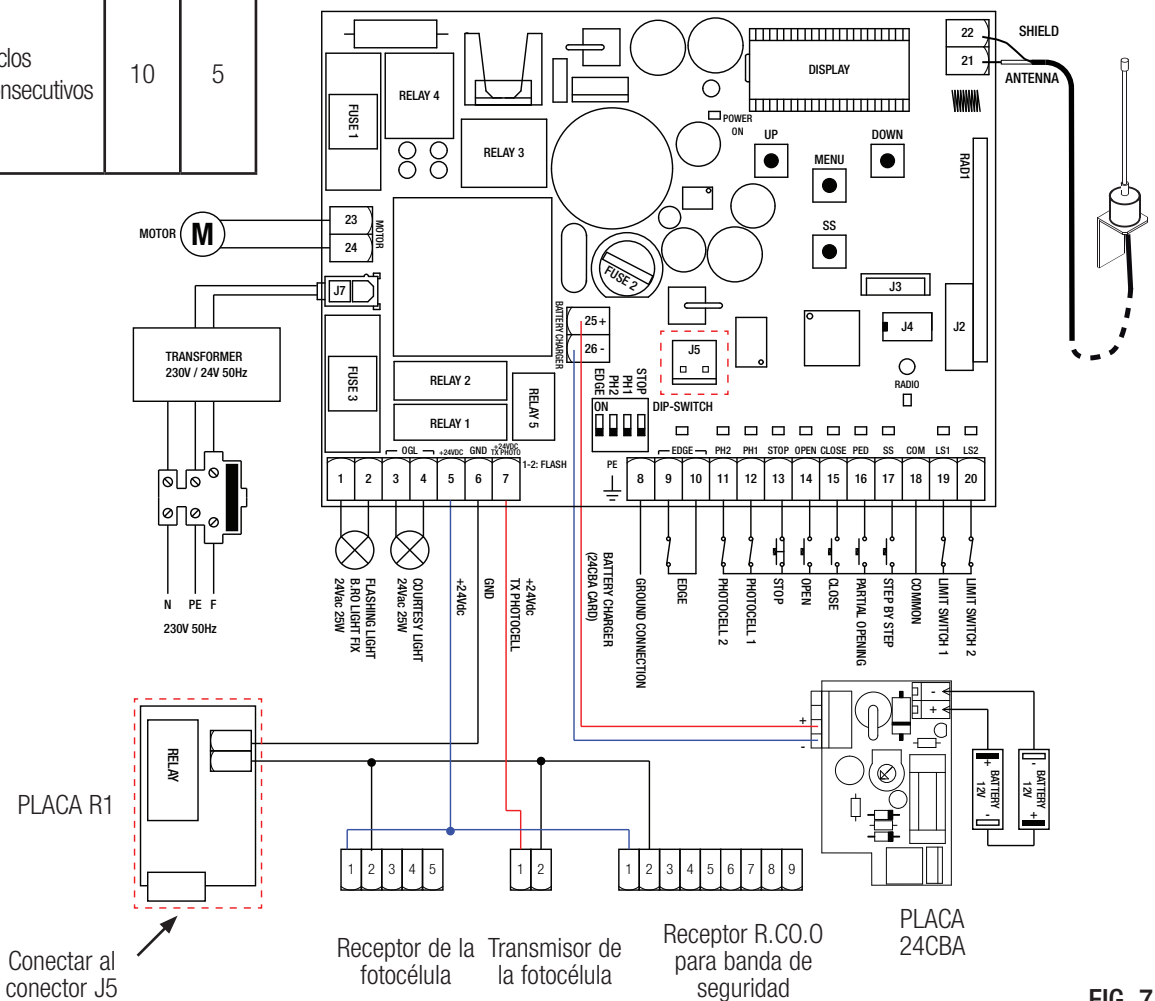 clos
nsecutivos
10
5
FUSE 1
RELAY 4
RELAY 3
DISPLAY
POWER
ON
UP
MENU
DOWN
SS
22
21
SHIELD
ANTENNA
RAD1
MOTOR
M
23
24
MOTOR
J7
FUSE 2
BATTERY CHARGER
25 +
26 -
J5
J3
J4
J2
RADIO
TRANSFORMER
230V / 24V 50Hz
FUSE 3
RELAY 2
RELAY 1
RELAY 5
EDGE
PH2
PH1
STOP
ON
DIP-SWITCH
OGL
+24VDC
GND
+24VDC
TX PHOTO
1-2: FLASH
PE
EDGE
PH2
PH1
STOP
OPEN
CLOSE
PED
SS
COM
LS1
LS2
1
2
3
4
5
6
7
8
9
10
11
12
13
14
15
16
17
18
19
20
N
PE
F
230V 50Hz
FLASHING LIGHT
B.RO LIGHT FIX
24Vac 25W
COURTESY LIGHT
24Vac 25W
+24Vdc
GND
+24Vdc
TX PHOTOCELL
BATTERY CHARGER
(24CBA CARD)
GROUND CONNECTION
EDGE
PHOTOCELL 2
PHOTOCELL 1
STOP
OPEN
CLOSE
PARTIAL OPENING
STEP BY STEP
COMMON
LIMIT SWITCH 1
LIMIT SWITCH 2
RELAY
PLACA R1
Conectar al
conector J5
1 2 3 4 5
Receptor de la
fotocélula
1 2
Transmisor de
la fotocélula
1 2 3 4 5 6 7 8 9
Receptor R.CO.O
para banda de
seguridad
+
-
-
+
+
BATTERY
12V
-
-
BATTERY
12V
+
PLACA
24CBA
FIG. 7